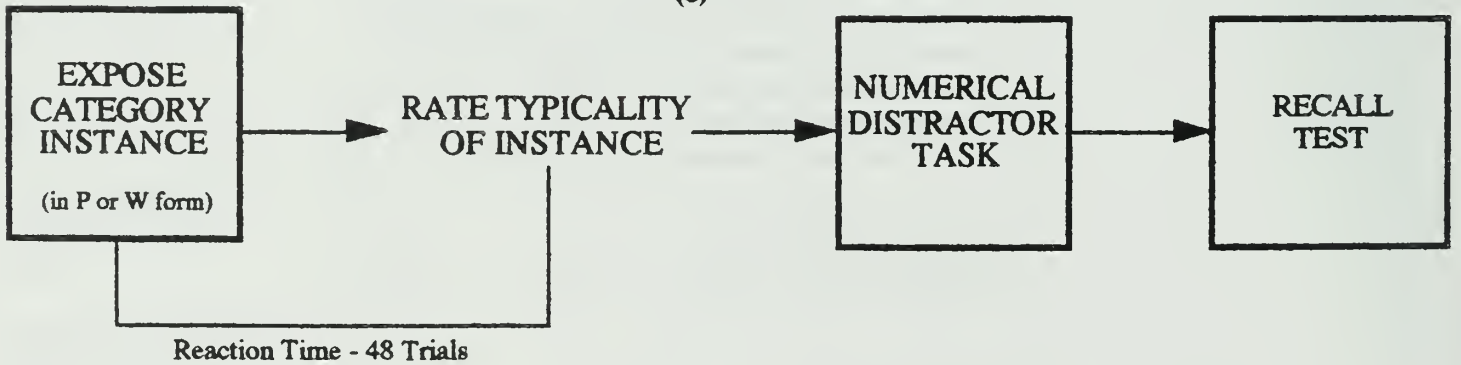 EXPOSE
CATEGORY
INSTANCE
(in P or W form)
RATE TYPICALITY
OF INSTANCE
NUMERICAL
DISTRACTOR
TASK
RECALL
TEST
Reaction Time - 48 Trials